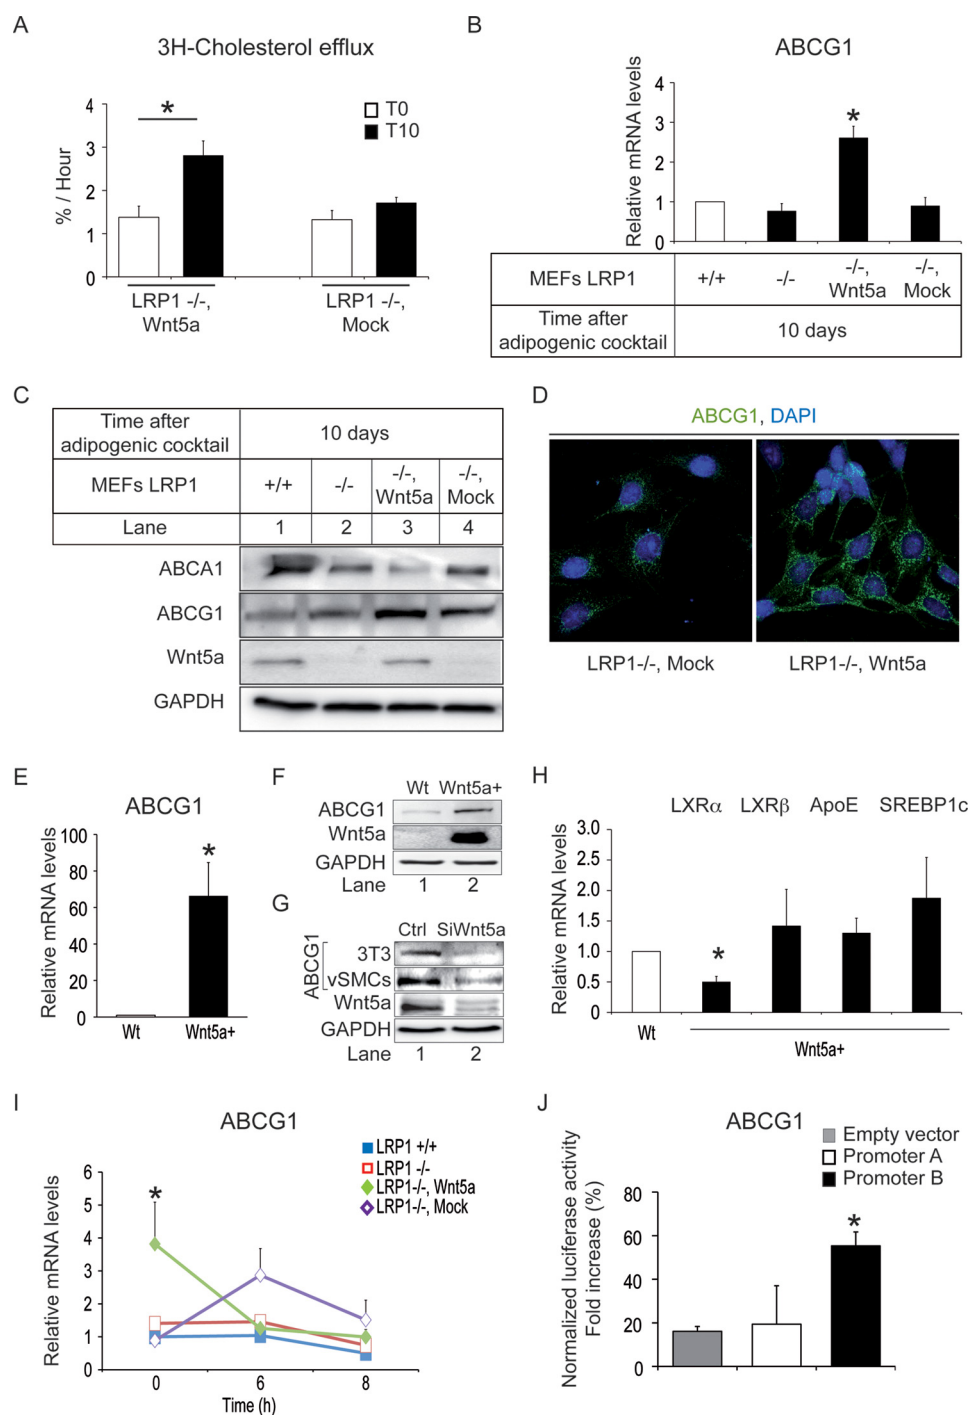 A
3H-Cholesterol efflux
4
3
2
1
0
% / Hour
*
T0
T10
LRP1 -/-,
Wnt5a
LRP1 -/-,
Mock
B
ABCG1
Relative mRNA levels
4
3
2
1
0
*
MEFs LRP1
+/+
-/-
-/-,
Wnt5a
-/-,
Mock
Time after
adipogenic cocktail
10 days
C
Time after
adipogenic cocktail
10 days
MEFs LRP1
+/+
-/-
-/-,
Wnt5a
-/-,
Mock
Lane
1
2
3
4
ABCA1
ABCG1
Wnt5a
GAPDH
D
ABCG1, DAPI
LRP1-/-, Mock
LRP1-/-, Wnt5a
E
ABCG1
Relative mRNA levels
100
80
60
40
20
0
*
Wt
Wnt5a+
F
Wt Wnt5a+
ABCG1
Wnt5a
GAPDH
Lane 1 2
G
Ctrl SiWnt5a
ABCG1
3T3
vSMCs
Wnt5a
GAPDH
Lane 1 2
H
LXRα LXRβ ApoE SREBP1c
Relative mRNA levels
3.0
2.5
2.0
1.5
1.0
0.5
0
*
Wt
Wnt5a+
I
ABCG1
LRP1 +/+
LRP1 -/-
LRP1-/-, Wnt5a
LRP1-/-, Mock
Relative mRNA levels
6
5
4
3
2
1
0
*
0 6 8
Time (h)
J
ABCG1
Empty vector
Promoter A
Promoter B
Normalized luciferase activity
Fold increase (%)
80
60
40
20
0
*